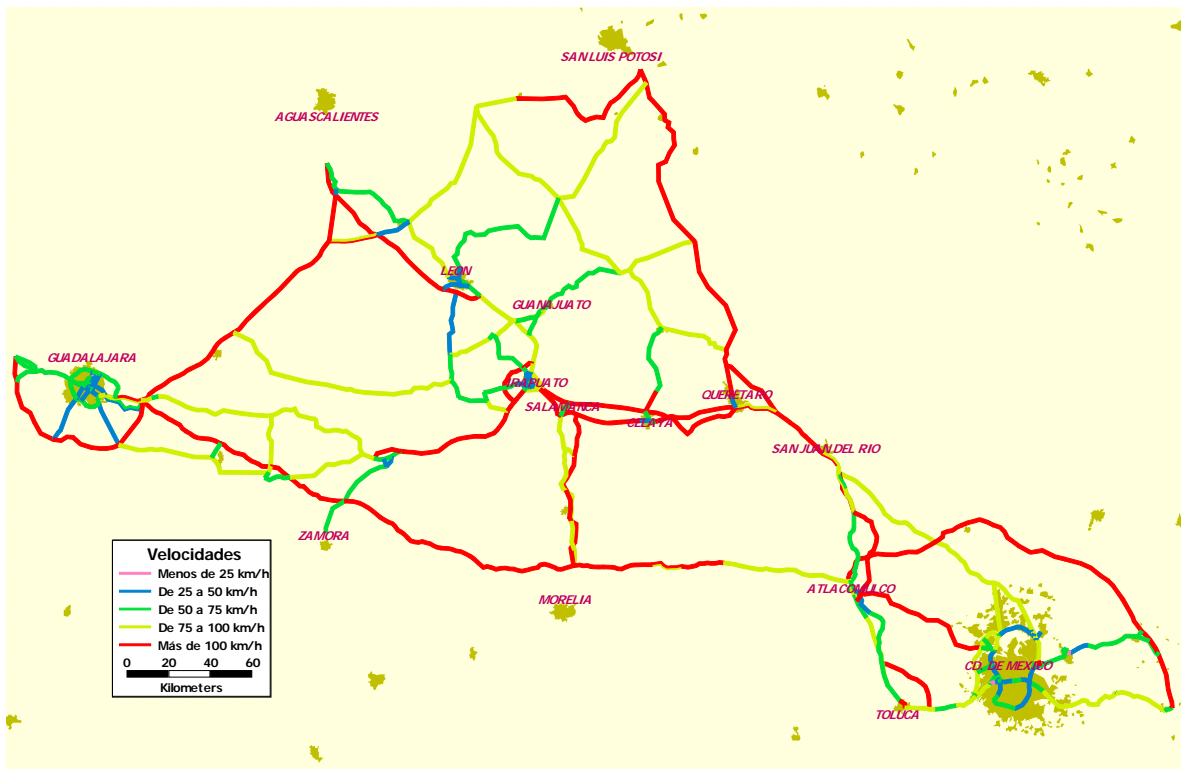 SAN LUIS POTOSI
AGUASCALIENTES
LEON
GUANAJUATO
GUADALAJARA
IRAPUATO
SALAMANCA
CELAYA
QUERETARO
SAN JUAN DEL RIO
ZAMORA
MORELIA
ATLACOMULCO
CD. DE MEXICO
TOLUCA
Velocidades
Menos de 25 km/h
De 25 a 50 km/h
De 50 a 75 km/h
De 75 a 100 km/h
Más de 100 km/h
0 20 40 60
Kilometers